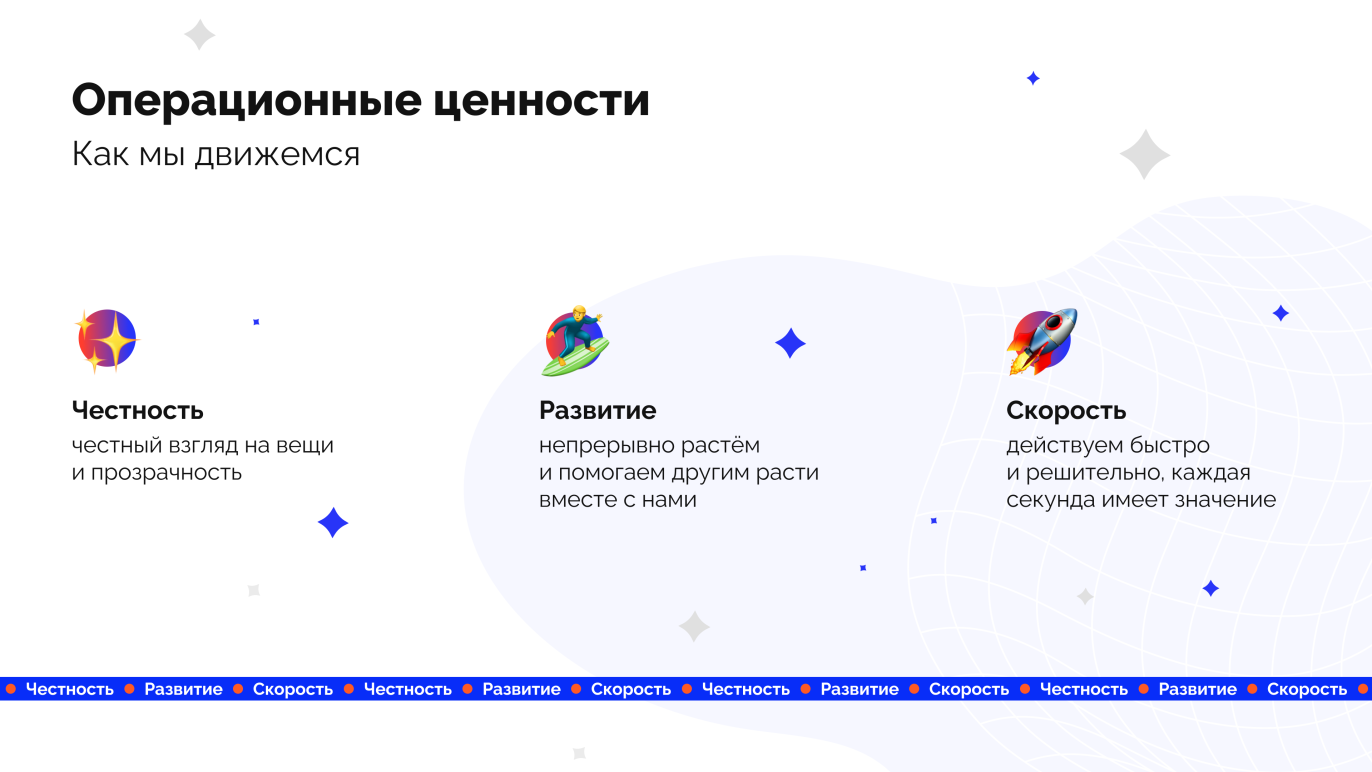 Операционные ценности
Как мы движемся
Честность
честный взгляд на вещи
и прозрачность
Развитие
непрерывно растём
и помогаем другим расти
вместе с нами
Скорость
действуем быстро
и решительно, каждая
секунда имеет значение
Честность Развитие Скорость Честность Развитие Скорость Честность Развитие Скорость Честность Развитие Скорость